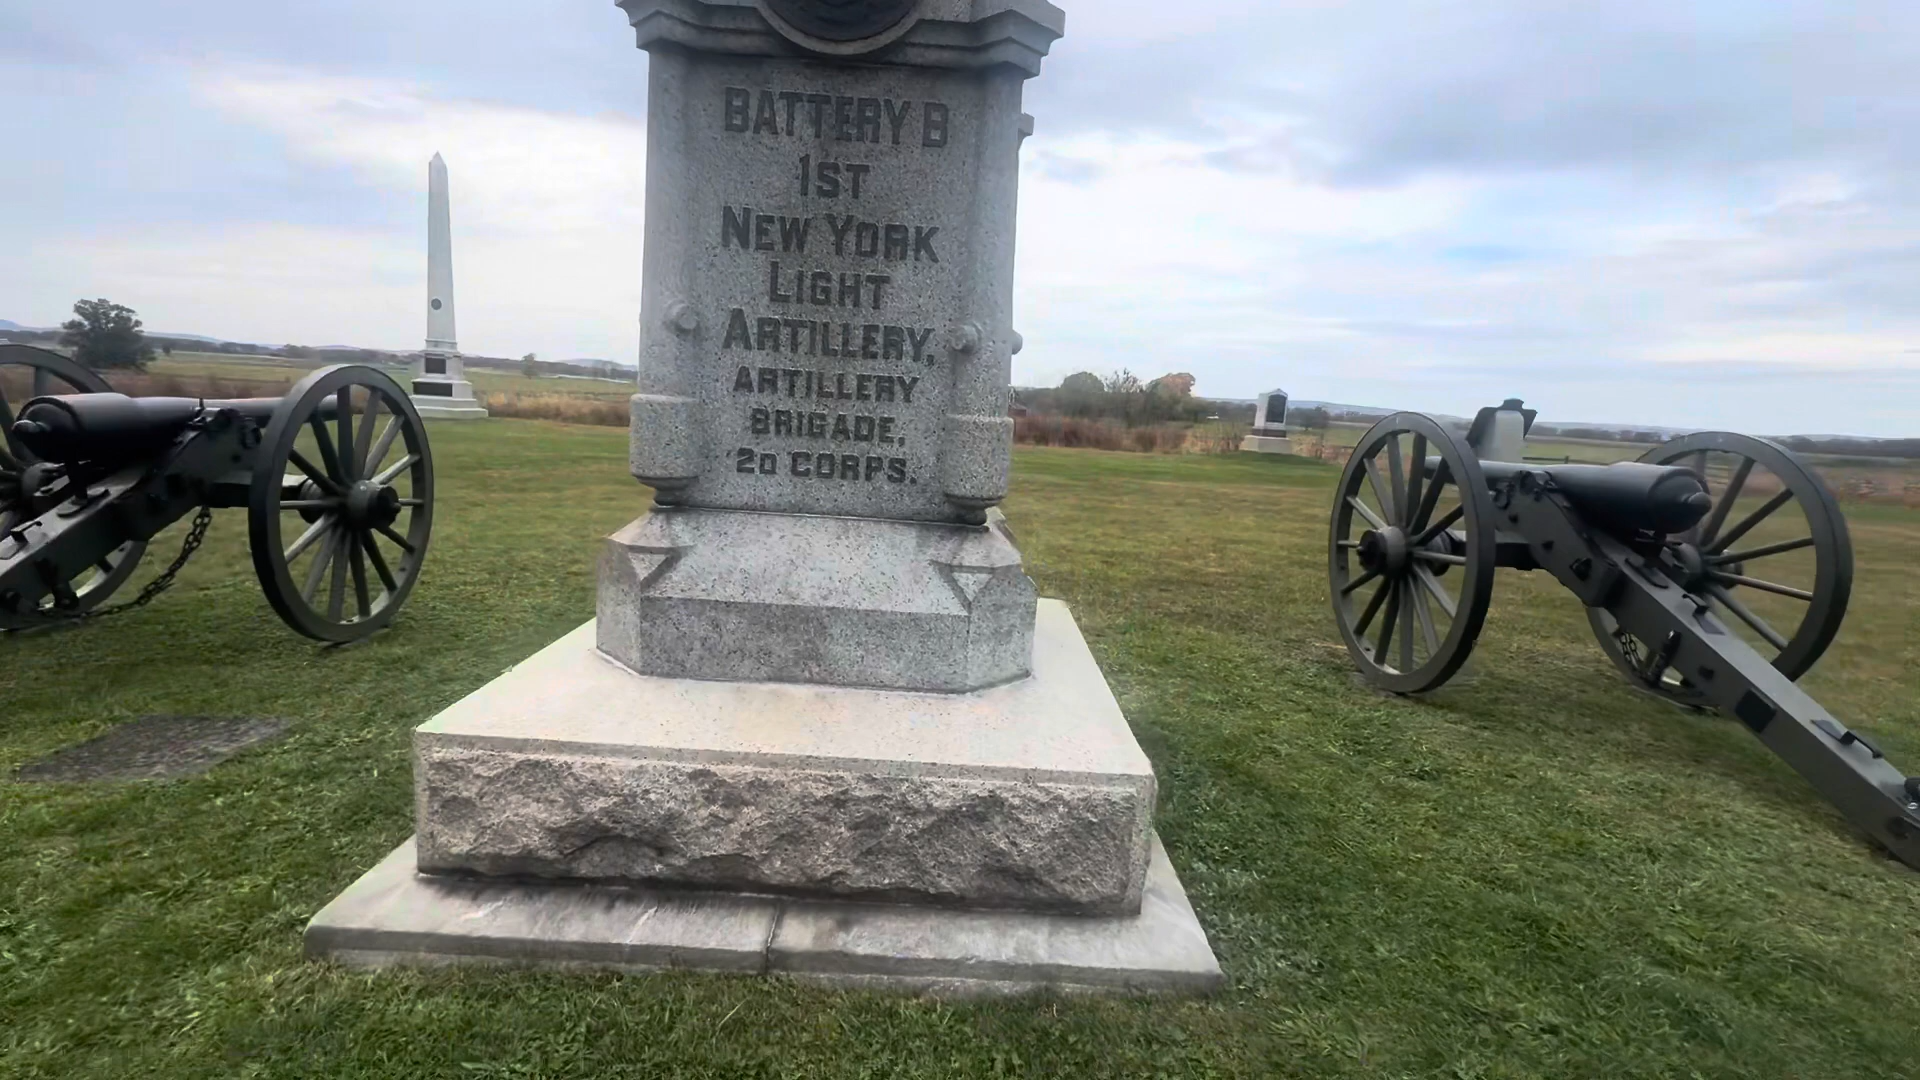 BATTERY B
1ST
NEW YORK
LIGHT
ARTILLERY,
ARTILLERY
BRIGADE.
2D CORPS.